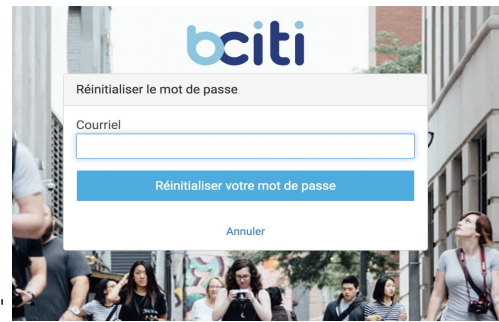 bciti
Réinitialiser le mot de passe
Courriel
Réinitialiser votre mot de passe
Annuler